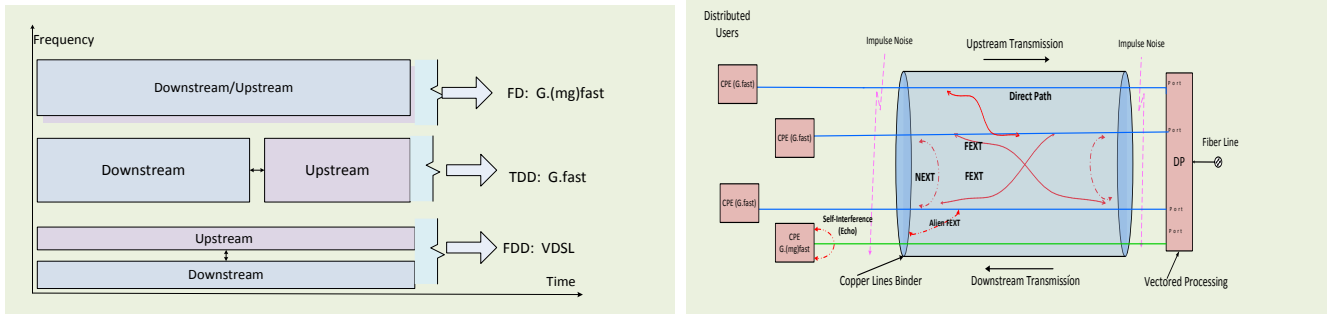 Frequency
Downstream/Upstream
FD: G.(mg)fast
Downstream
Upstream
TDD: G.fast
Upstream
FDD: VDSL
Downstream
Time
Distributed
Users
Impulse Noise
Upstream Transmission
Impulse Noise
CPE (G.fast)
Port
Direct Path
CPE (G.fast)
Port
FEXT
Fiber Line
DP
NEXT
FEXT
CPE (G.fast)
Port
Self-Interference
(Echo)
Alien FEXT
Port
CPE
G.(mg)fast
Copper Lines Binder
Downstream Transmission
Vectored Processing